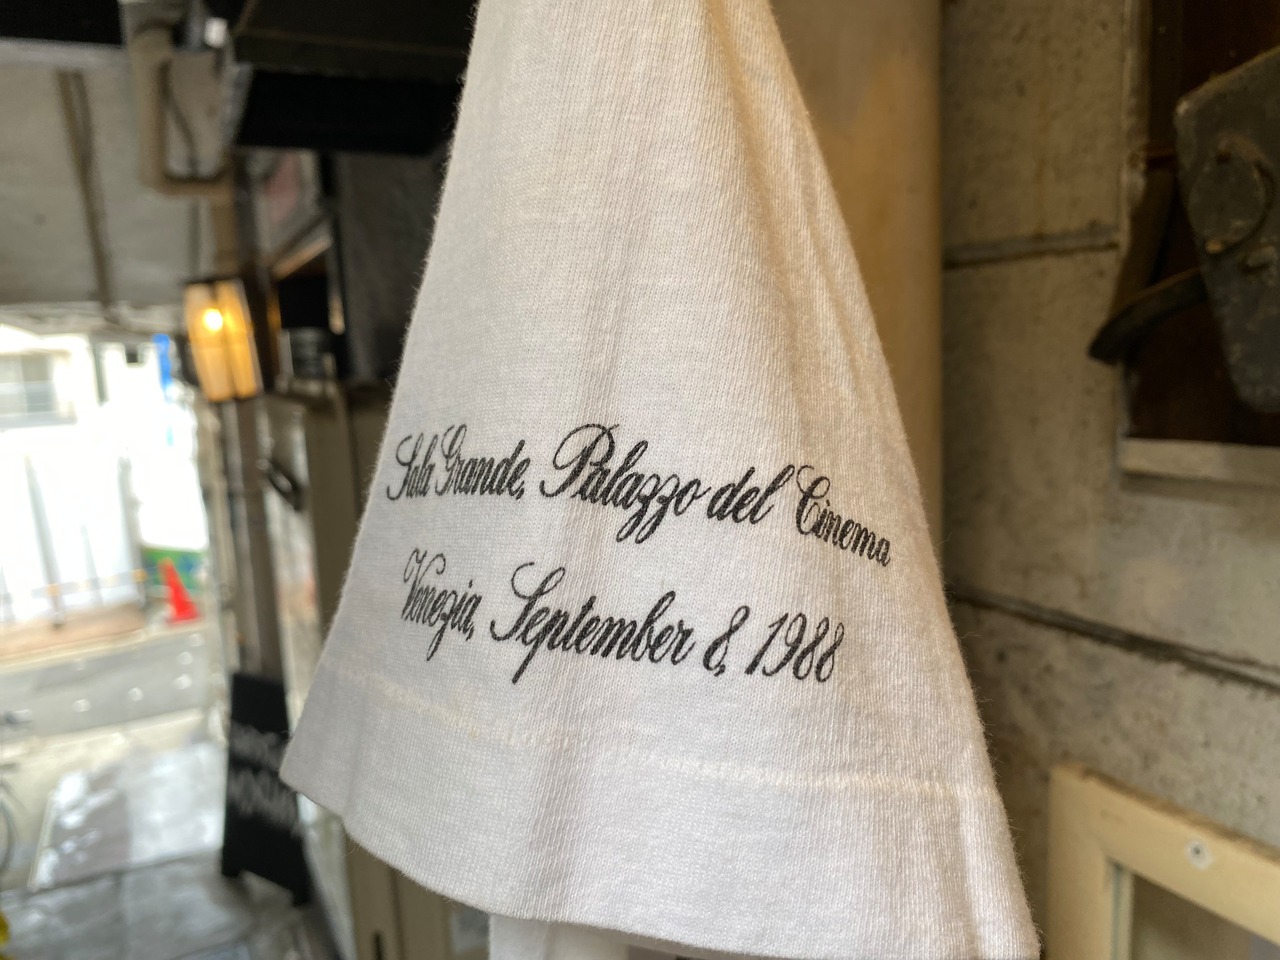 Sala Grande, Palazzo del Cinema
Venezia, September 8, 1988